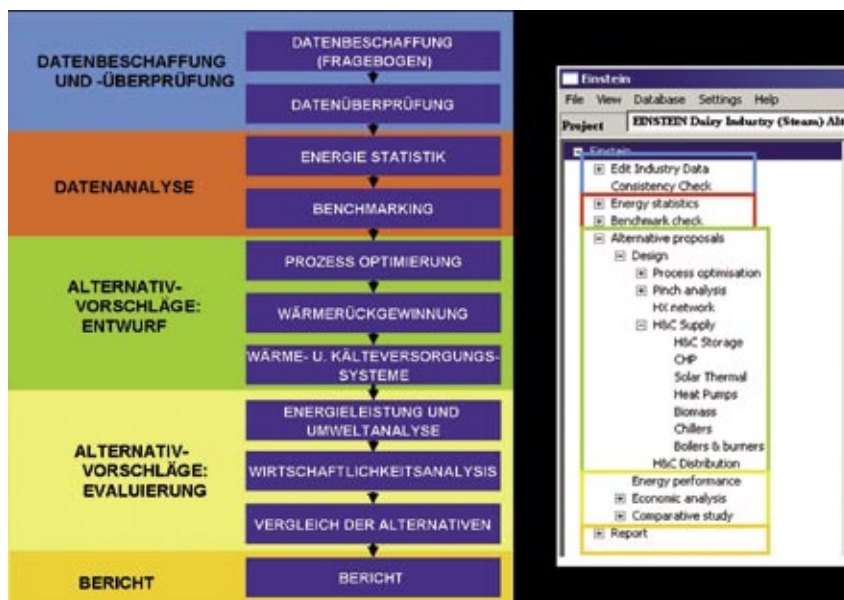 DATENBESCHAFFUNG
UND -ÜBERPRÜFUNG
DATENBESCHAFFUNG
(FRAGEBOGEN)
DATENÜBERPRÜFUNG
DATENANALYSE
ENERGIE STATISTIK
BENCHMARKING
ALTERNATIV-
VORSCHLÄGE:
ENTWURF
PROZESS OPTIMIERUNG
WÄRMERÜCKGEWINNUNG
WÄRME- U. KÄLTEVERSORGUNGS-
SYSTEME
ALTERNATIV-
VORSCHLÄGE:
EVALUIERUNG
ENERGIELEISTUNG UND
UMWELTANALYSE
WIRTSCHAFTLICHKEITSANALYSIS
VERGLEICH DER ALTERNATIVEN
BERICHT
BERICHT
Einstein
File View Database Settings Help
Project EINSTEIN Dairy Industry (Steam) Alt
Einstein
Edit Industry Data
Consistency Check
Energy statistics
Benchmark check
Alternative proposals
Design
Process optimisation
Pinch analysis
HX network
H&C Supply
H&C Storage
CHP
Solar Thermal
Heat Pumps
Biomass
Chillers
Boilers & burners
H&C Distribution
Energy performance
Economic analysis
Comparative study
Report